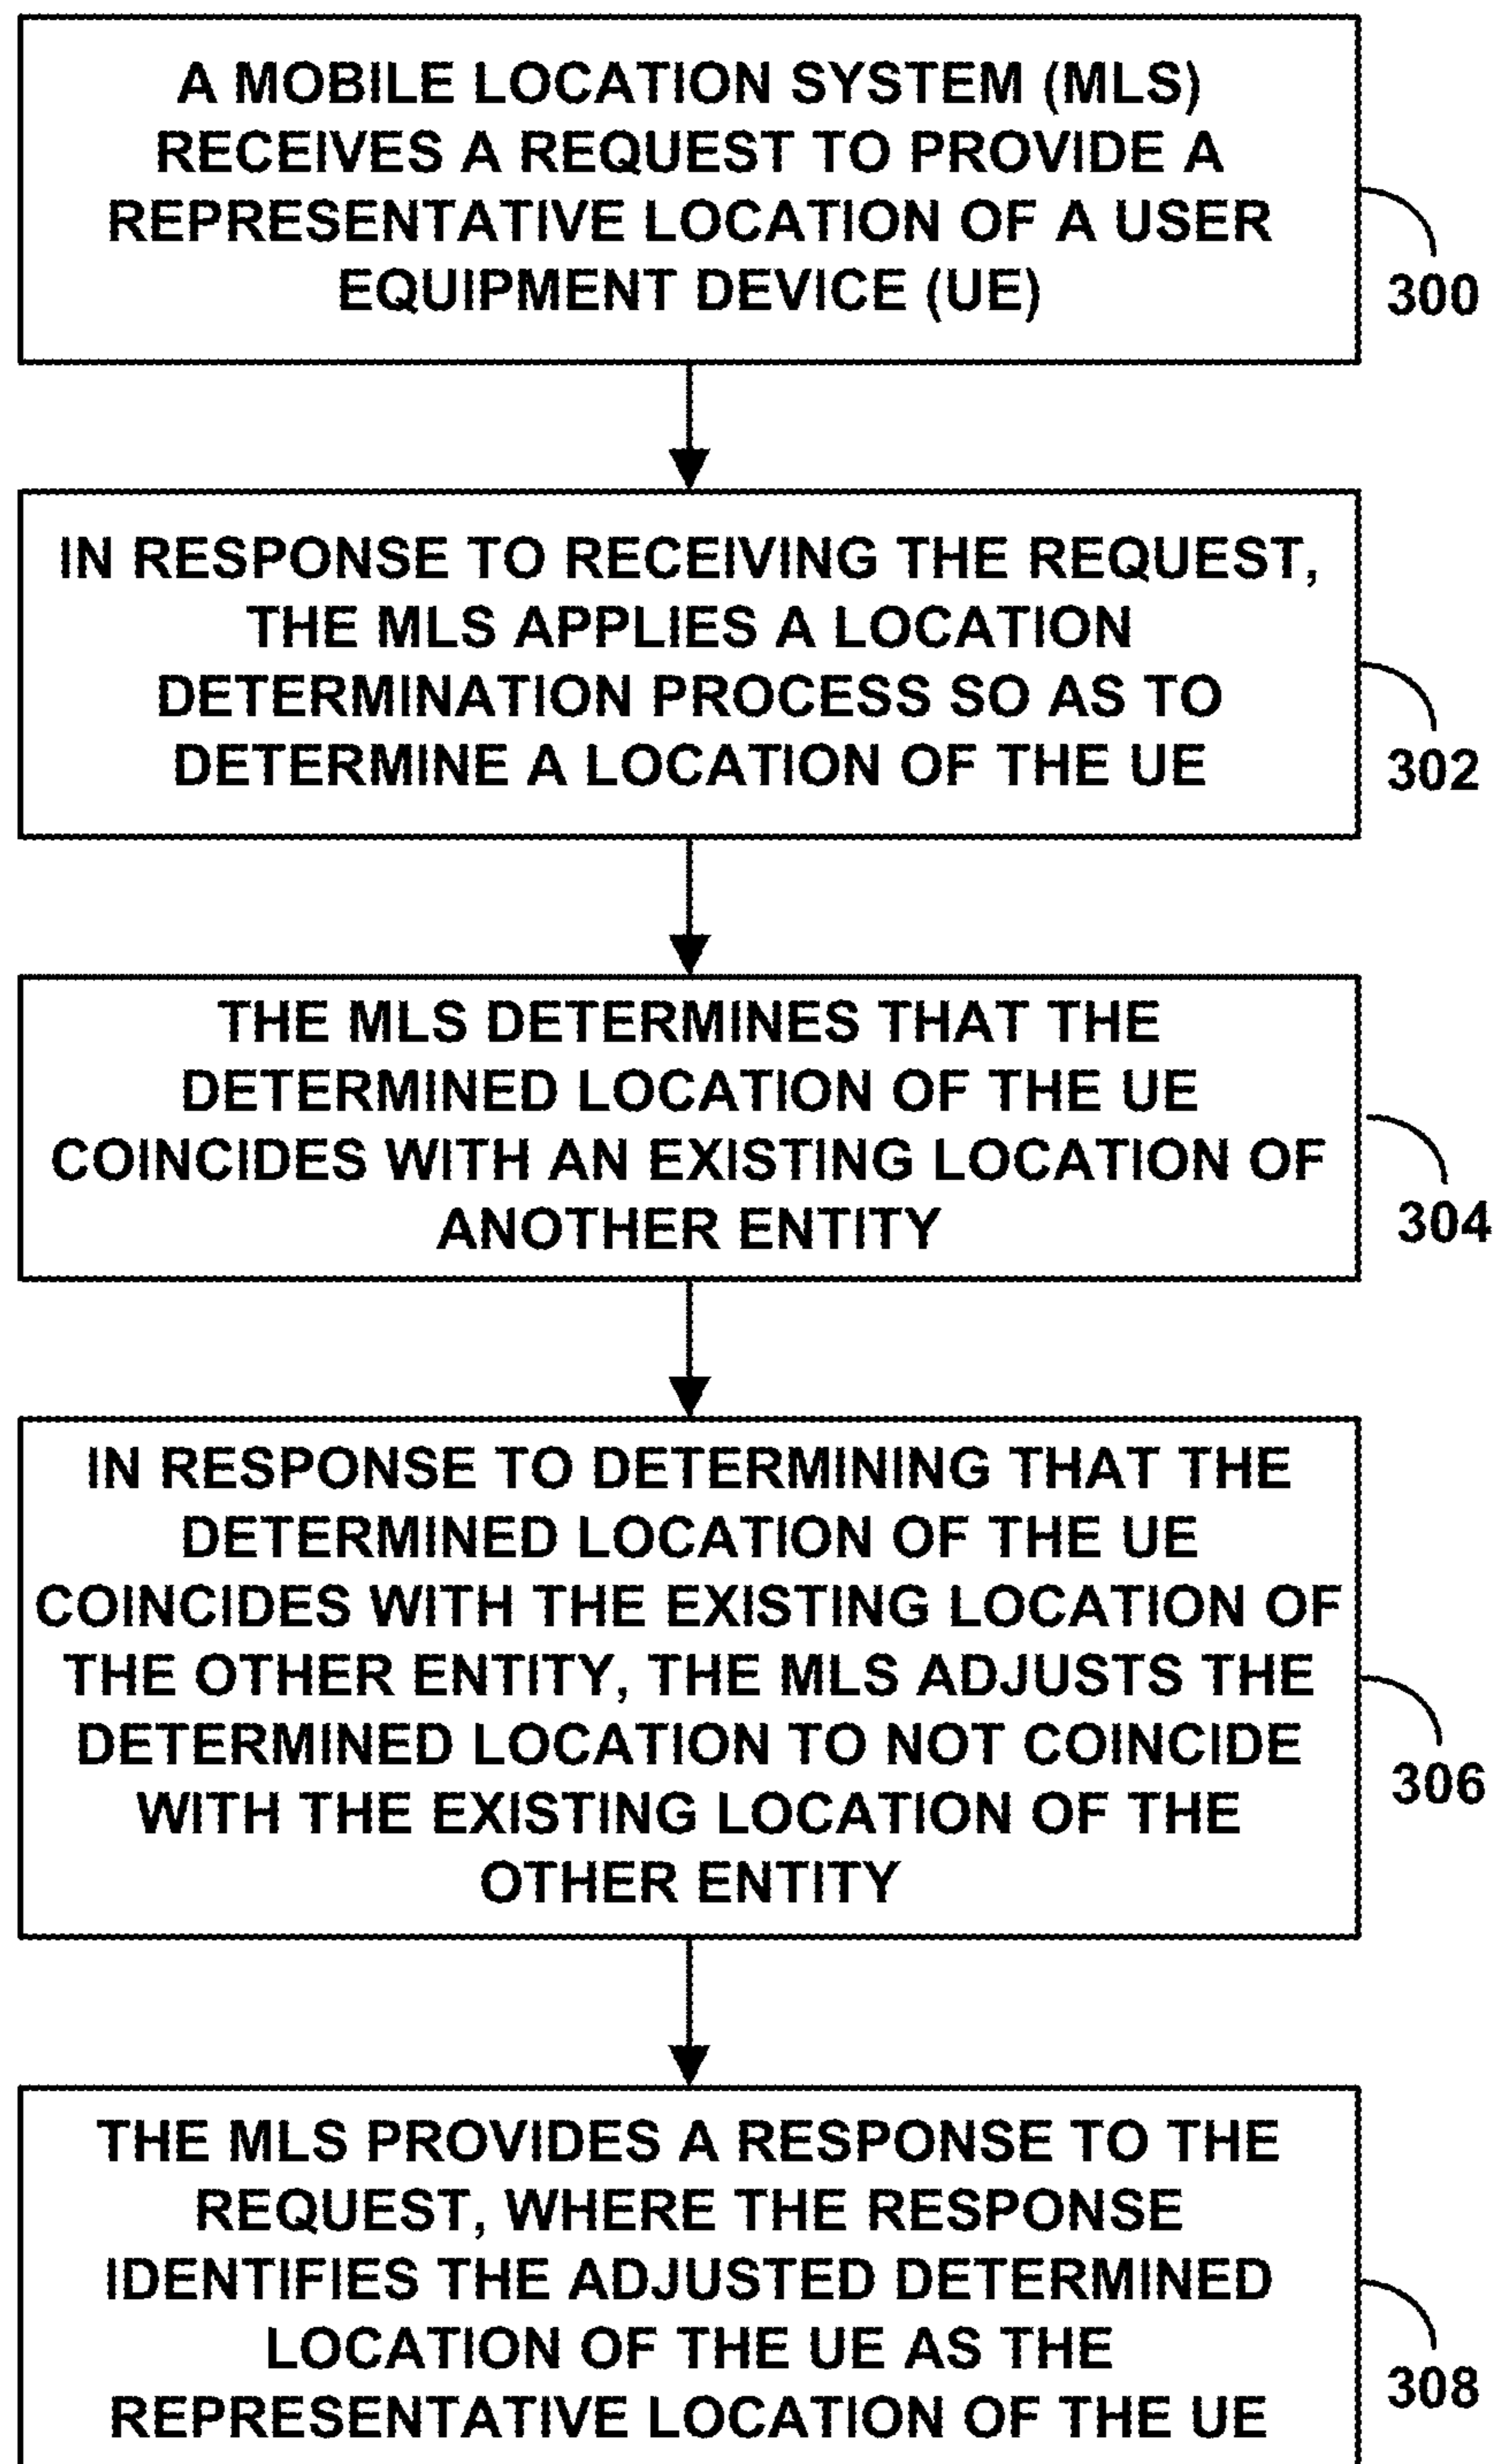 A MOBILE LOCATION SYSTEM (MLS)
RECEIVES A REQUEST TO PROVIDE A
REPRESENTATIVE LOCATION OF A USER
EQUIPMENT DEVICE (UE)
300
IN RESPONSE TO RECEIVING THE REQUEST,
THE MLS APPLIES A LOCATION
DETERMINATION PROCESS SO AS TO
DETERMINE A LOCATION OF THE UE
302
THE MLS DETERMINES THAT THE
DETERMINED LOCATION OF THE UE
COINCIDES WITH AN EXISTING LOCATION OF
ANOTHER ENTITY
304
IN RESPONSE TO DETERMINING THAT THE
DETERMINED LOCATION OF THE UE
COINCIDES WITH THE EXISTING LOCATION OF
THE OTHER ENTITY, THE MLS ADJUSTS THE
DETERMINED LOCATION TO NOT COINCIDE
WITH THE EXISTING LOCATION OF THE
OTHER ENTITY
306
THE MLS PROVIDES A RESPONSE TO THE
REQUEST, WHERE THE RESPONSE
IDENTIFIES THE ADJUSTED DETERMINED
LOCATION OF THE UE AS THE
REPRESENTATIVE LOCATION OF THE UE
308